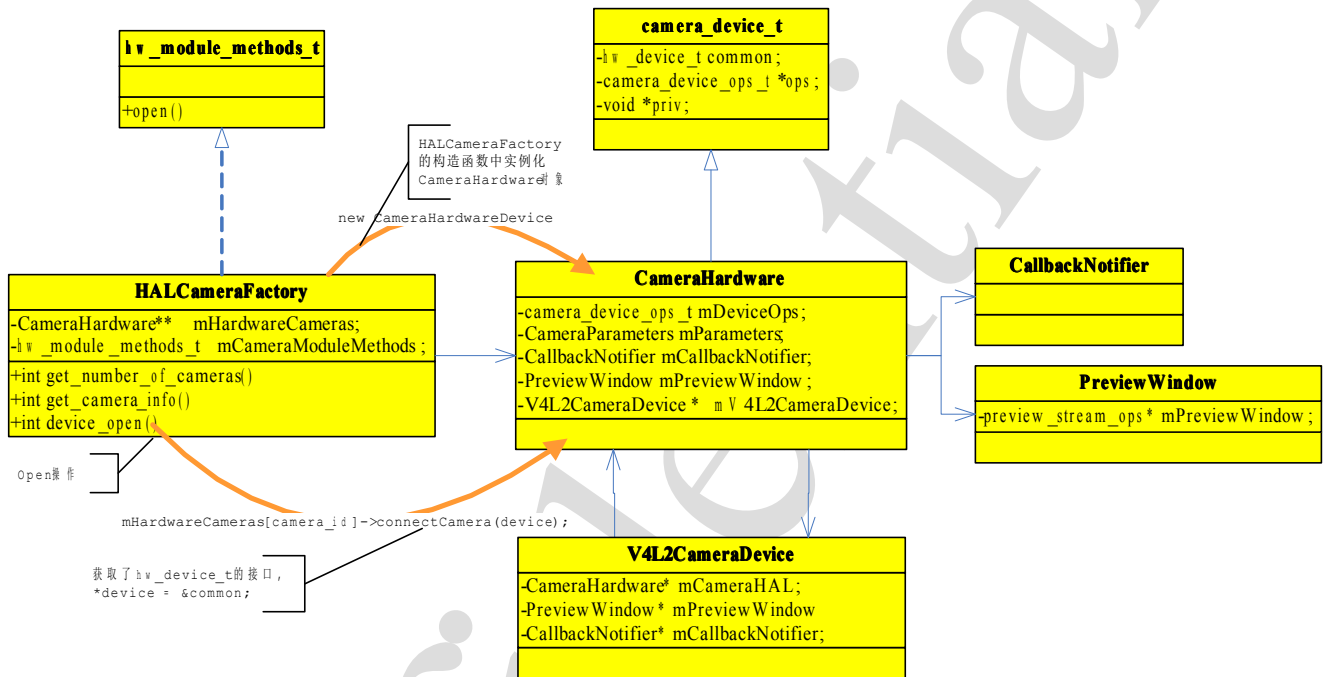 hw_module_methods_t
+open()
camera_device_t
-hw_device_t common;
-camera_device_ops_t *ops;
-void *priv;
HALCameraFactory
的构造函数中实例化
CameraHardware对象
new CameraHardwareDevice
HALCameraFactory
-CameraHardware** mHardwareCameras;
-hw_module_methods_t mCameraModuleMethods;
+int get_number_of_cameras()
+int get_camera_info()
+int device_open()
CameraHardware
-camera_device_ops_t mDeviceOps;
-CameraParameters mParameters;
-CallbackNotifier mCallbackNotifier;
-PreviewWindow mPreviewWindow;
-V4L2CameraDevice* mV4L2CameraDevice;
CallbackNotifier
PreviewWindow
-preview_stream_ops* mPreviewWindow;
Open操作
mHardwareCameras[camera_id]->connectCamera(device);
获取了hw_device_t的接口,
*device = &common;
V4L2CameraDevice
-CameraHardware* mCameraHAL;
-PreviewWindow* mPreviewWindow
-CallbackNotifier* mCallbackNotifier;